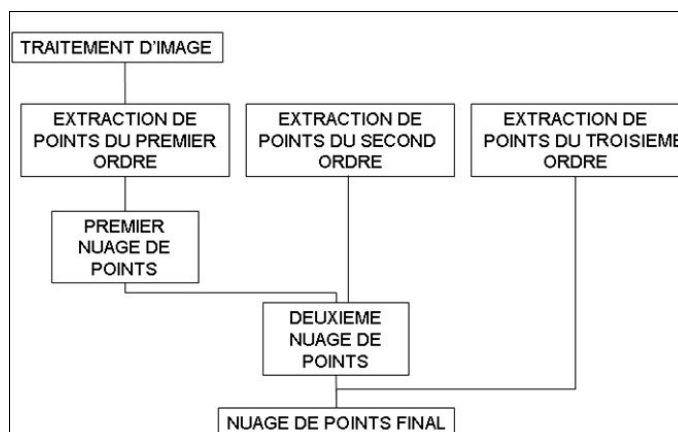 TRAITEMENT D'IMAGE
EXTRACTION DE
POINTS DU PREMIER
ORDRE
EXTRACTION DE
POINTS DU SECOND
ORDRE
EXTRACTION DE
POINTS DU TROISIEME
ORDRE
PREMIER
NUAGE DE
POINTS
DEUXIEME
NUAGE DE
POINTS
NUAGE DE POINTS FINAL